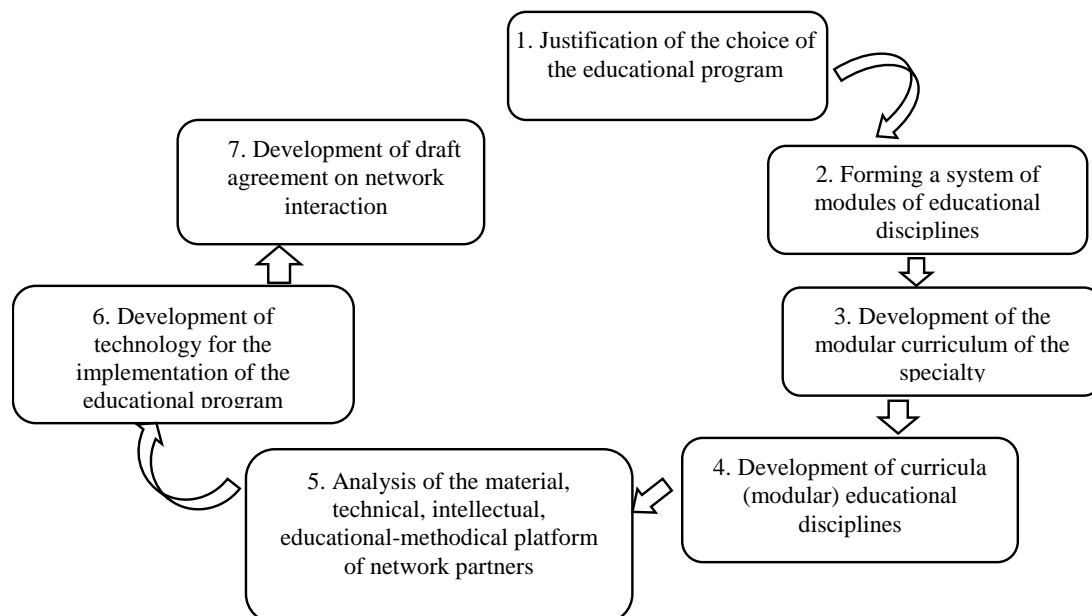 1. Justification of the choice of
the educational program
2. Forming a system of
modules of educational
disciplines
3. Development of the
modular curriculum of the
specialty
4. Development of curricula
(modular) educational
disciplines
5. Analysis of the material,
technical, intellectual,
educational-methodical platform
of network partners
6. Development of
technology for the
implementation of the
educational program
7. Development of draft
agreement on network
interaction